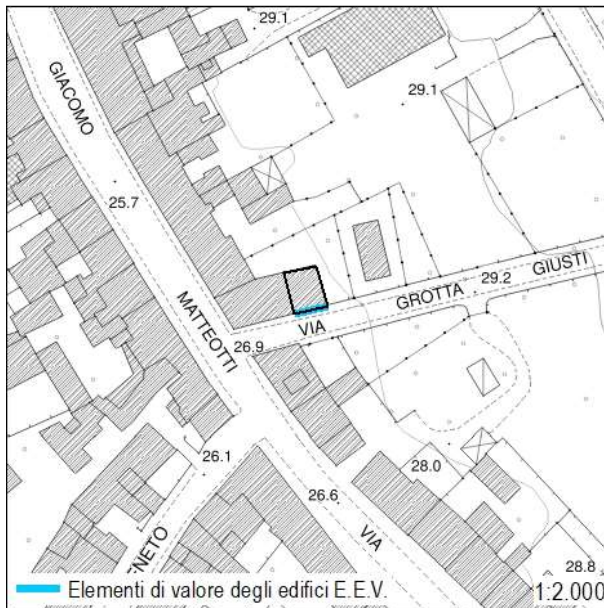 29.1
GIACOMO
29.1
25.7
MATTEOTTI
GIUSTI
29.2
GROTTA
VIA
26.9
26.1
28.0
26.6
VIA
NETO
28.8
Elementi di valore degli edifici E.E.V.
1:2.000